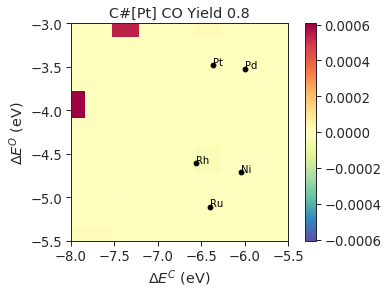 C#[Pt] CO Yield 0.8
−3.0
−3.5
−4.0
−4.5
−5.0
−5.5
ΔE^O (eV)
Pt
Pd
Rh
Ni
Ru
−8.0 −7.5 −7.0 −6.5 −6.0 −5.5
ΔE^C (eV)
0.0006
0.0004
0.0002
0.0000
−0.0002
−0.0004
−0.0006